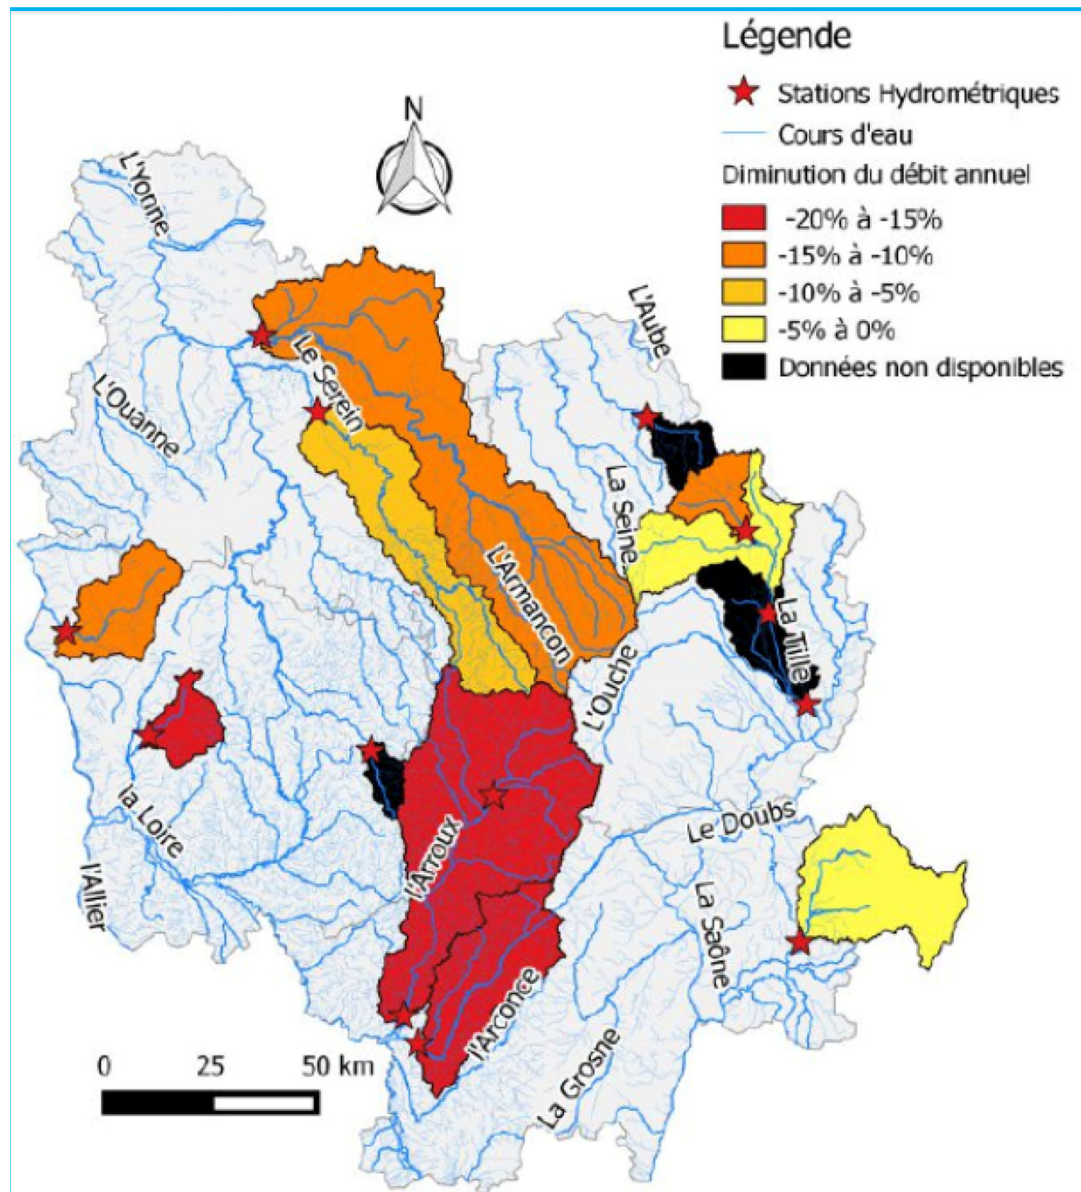 Légende
Stations Hydrométriques
Cours d'eau
Diminution du débit annuel
-20% à -15%
-15% à -10%
-10% à -5%
-5% à 0%
Données non disponibles
N
L'Yonne
L'Aube
Le Serein
L'Ouanne
La Seine
L'Armancon
La Tille
L'Ouche
la Loire
Le Doubs
l'Arroux
l'Allier
La Saône
l'Arconce
La Grosne
0 25 50 km